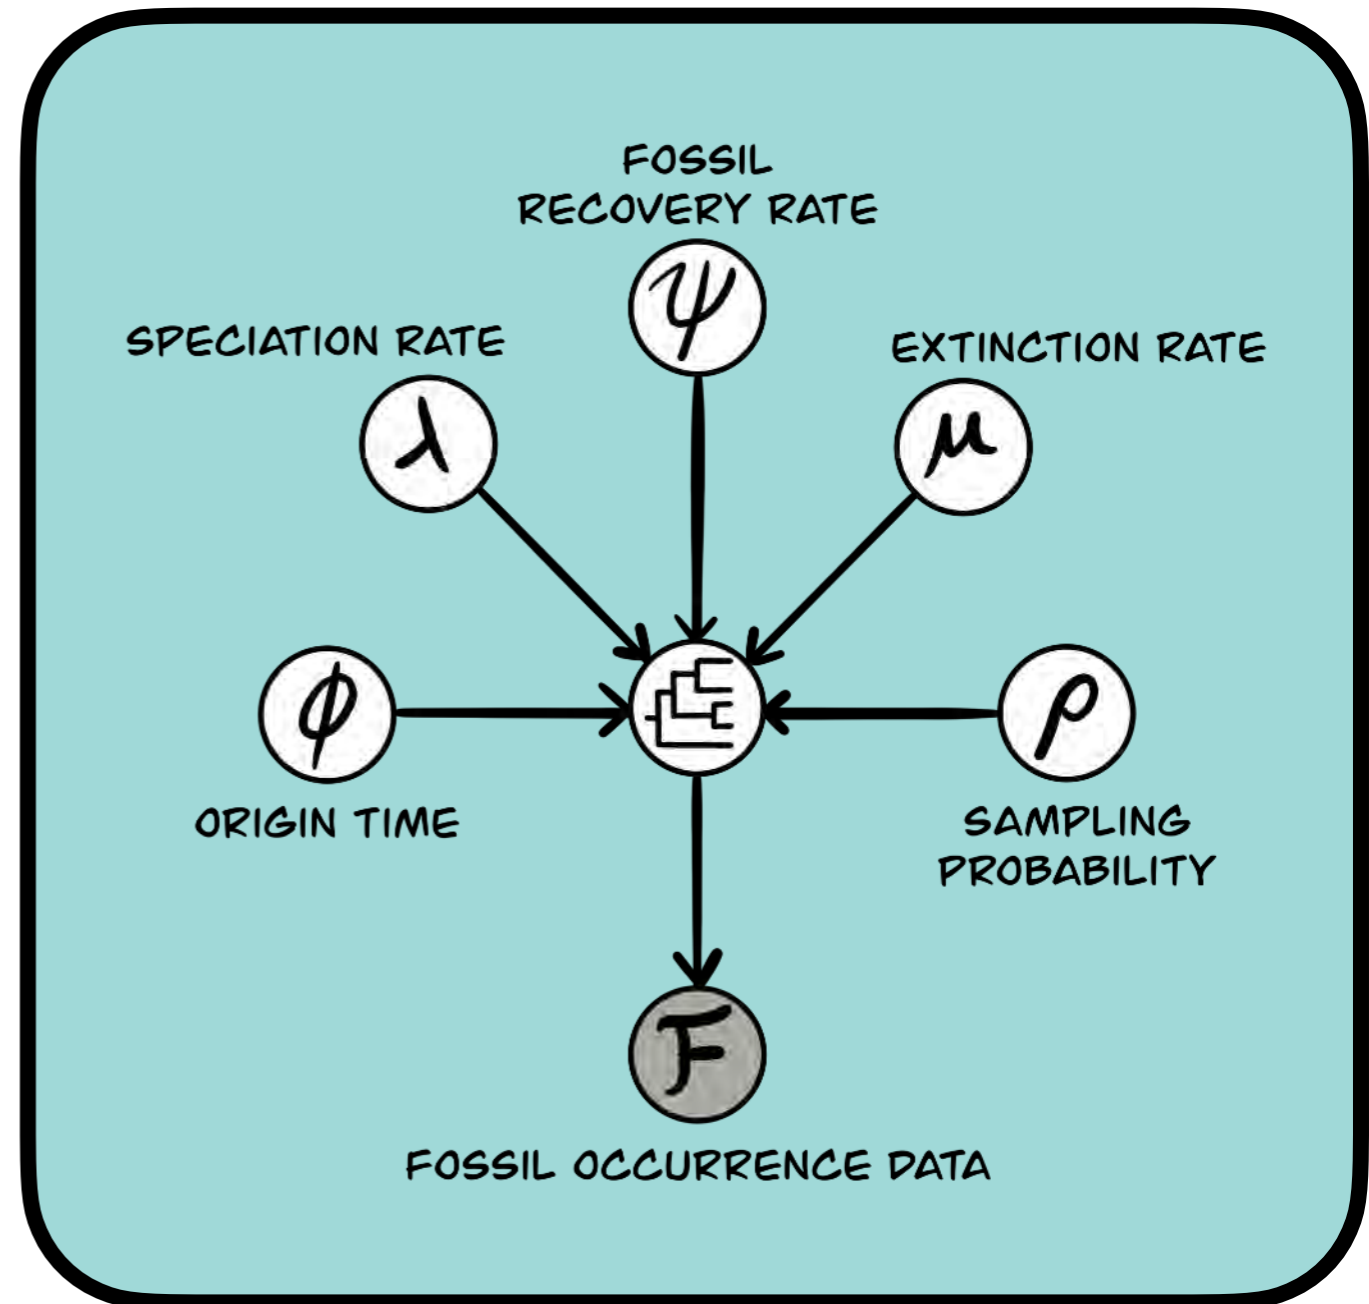 FOSSIL
RECOVERY RATE
ψ
SPECIATION RATE
EXTINCTION RATE
λ
μ
ϕ
ρ
ORIGIN TIME
SAMPLING
PROBABILITY
F
FOSSIL OCCURRENCE DATA